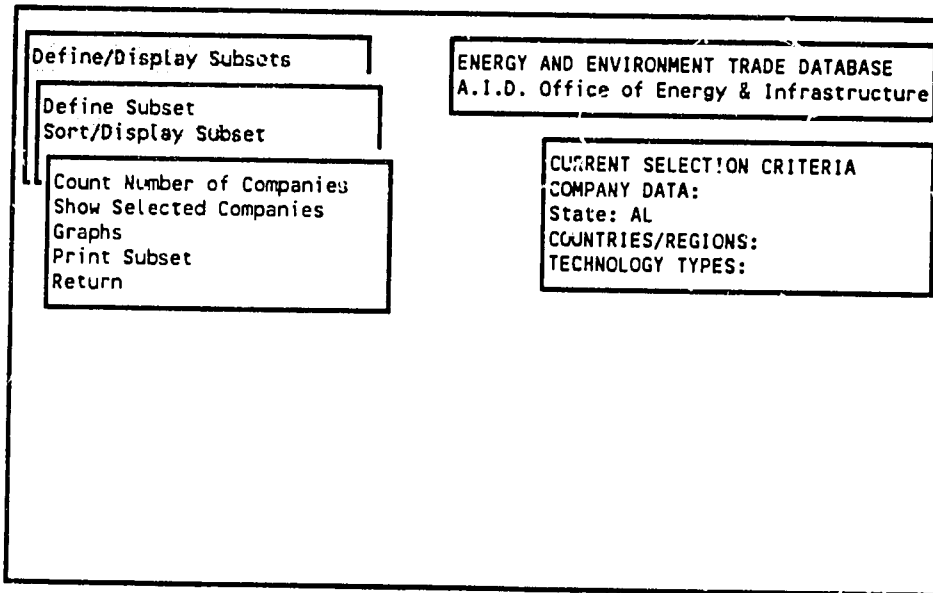 Define/Display Subsets
Define Subset
Sort/Display Subset
Count Number of Companies
Show Selected Companies
Graphs
Print Subset
Return
ENERGY AND ENVIRONMENT TRADE DATABASE
A.I.D. Office of Energy & Infrastructure
CURRENT SELECTION CRITERIA
COMPANY DATA:
State: AL
COUNTRIES/REGIONS:
TECHNOLOGY TYPES: